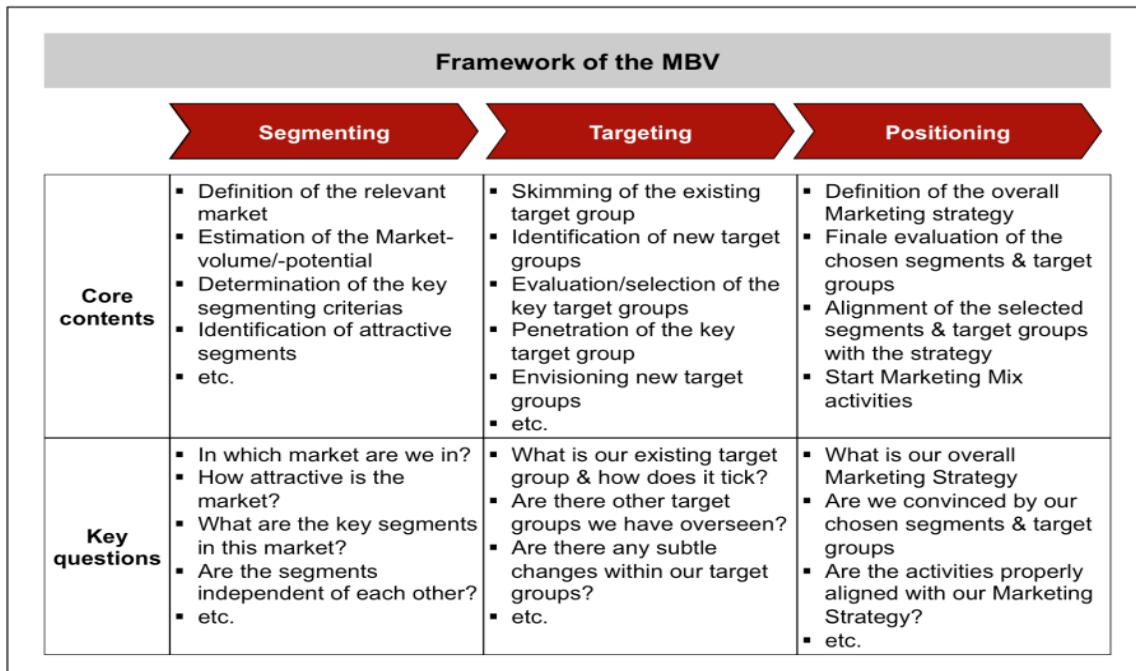 Framework of the MBV
Segmenting
Targeting
Positioning
Core
contents
▪ Definition of the relevant
market
▪ Estimation of the Market-
volume/-potential
▪ Determination of the key
segmenting criterias
▪ Identification of attractive
segments
▪ etc.
▪ Skimming of the existing
target group
▪ Identification of new target
groups
▪ Evaluation/selection of the
key target groups
▪ Penetration of the key
target group
▪ Envisioning new target
groups
▪ etc.
▪ Definition of the overall
Marketing strategy
▪ Finale evaluation of the
chosen segments & target
groups
▪ Alignment of the selected
segments & target groups
with the strategy
▪ Start Marketing Mix
activities
Key
questions
▪ In which market are we in?
▪ How attractive is the
market?
▪ What are the key segments
in this market?
▪ Are the segments
independent of each other?
▪ etc.
▪ What is our existing target
group & how does it tick?
▪ Are there other target
groups we have overseen?
▪ Are there any subtle
changes within our target
groups?
▪ etc.
▪ What is our overall
Marketing Strategy
▪ Are we convinced by our
chosen segments & target
groups
▪ Are the activities properly
aligned with our Marketing
Strategy?
▪ etc.